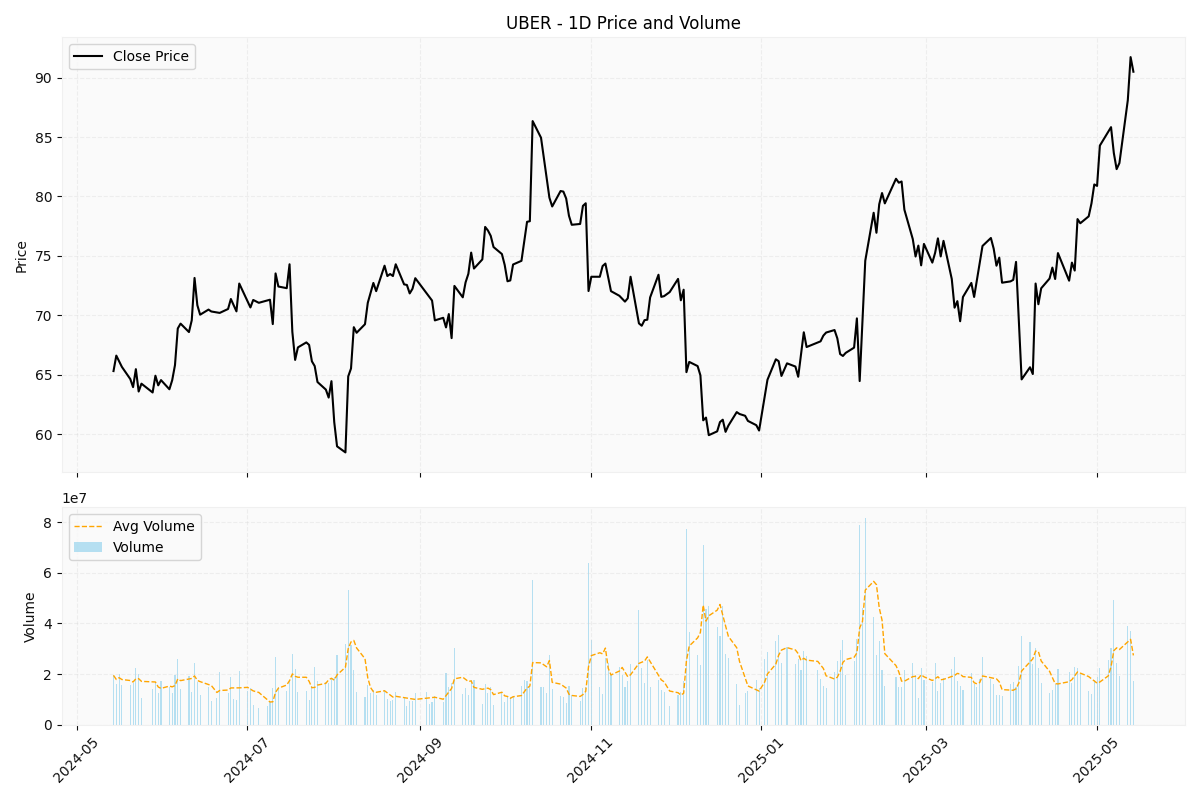 UBER - 1D Price and Volume
Close Price
90
85
80
75
70
65
60
Price
1e7
Avg Volume
Volume
8
6
4
2
0
Volume
2024-05
2024-07
2024-09
2024-11
2025-01
2025-03
2025-05